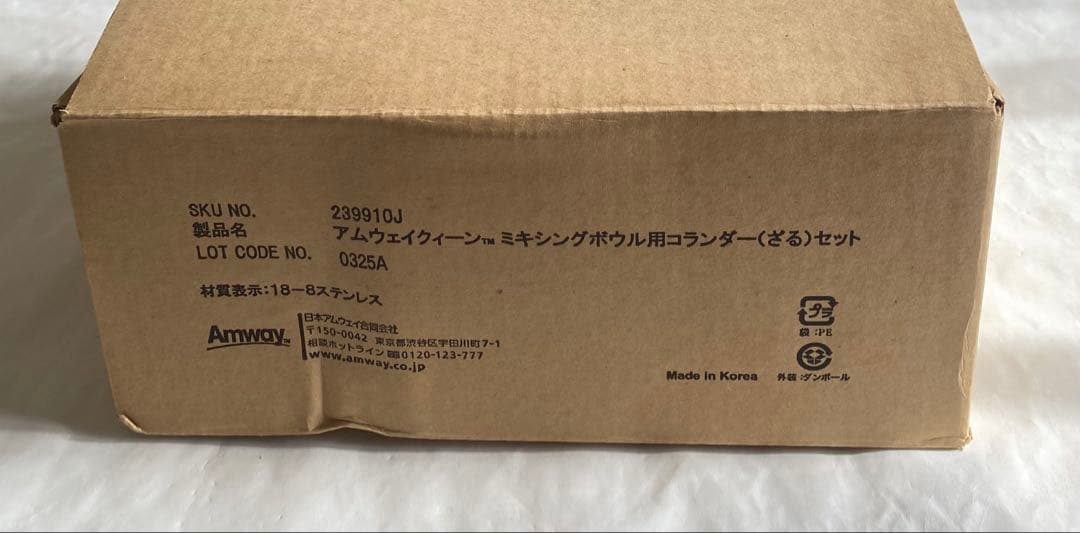 SKU NO. 239910J
製品名 アムウェイクィーン™ ミキシングボウル用コランダー(ざる)セット
LOT CODE NO. 0325A
材質表示:18-8ステンレス
Amway™
日本アムウェイ合同会社
〒150-0042 東京都渋谷区宇田川町7-1
相談ホットライン 0120-123-777
www.amway.co.jp
プラ
袋:PE
Made in Korea
外装:ダンボール